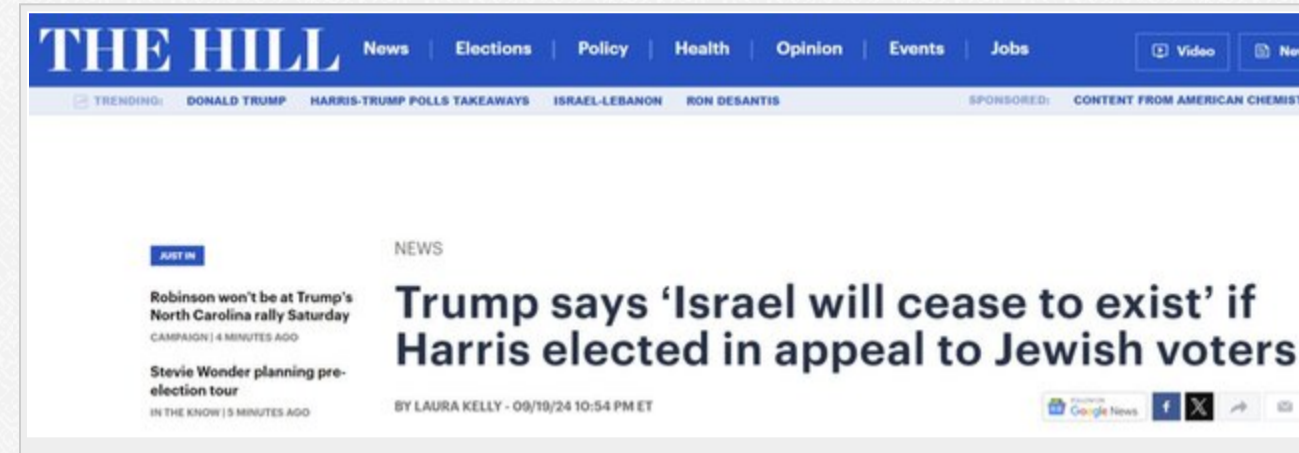 THE HILL News Elections Policy Health Opinion Events Jobs Video
TRENDING: DONALD TRUMP HARRIS-TRUMP POLLS TAKEAWAYS ISRAEL-LEBANON RON DESANTIS SPONSORED: CONTENT FROM AMERICAN
JUST IN
Robinson won't be at Trump's
North Carolina rally Saturday
CAMPAIGN | 4 MINUTES AGO
Stevie Wonder planning pre-
election tour
IN THE KNOW | 5 MINUTES AGO
NEWS
Trump says ‘Israel will cease to exist’ if
Harris elected in appeal to Jewish voters
BY LAURA KELLY - 09/19/24 10:54 PM ET
Google News